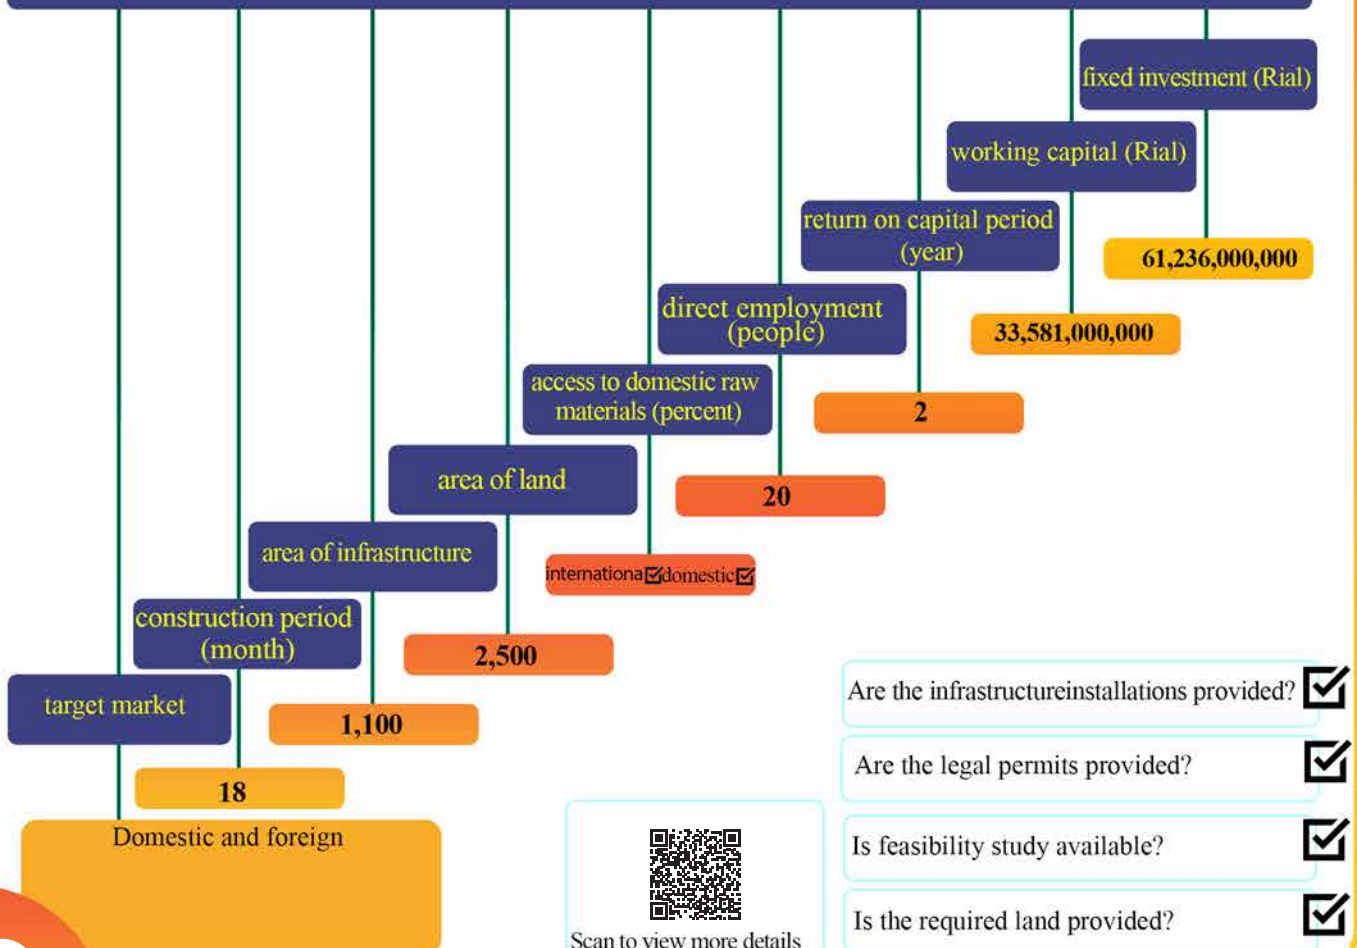 fixed investment (Rial)
61,236,000,000
working capital (Rial)
33,581,000,000
return on capital period
(year)
2
direct employment
(people)
20
access to domestic raw
materials (percent)
internationa☑domestic☑
area of land
2,500
area of infrastructure
1,100
construction period
(month)
18
target market
Domestic and foreign
Are the infrastructureinstallations provided? ☑
Are the legal permits provided? ☑
Is feasibility study available? ☑
Is the required land provided? ☑
Scan to view more details